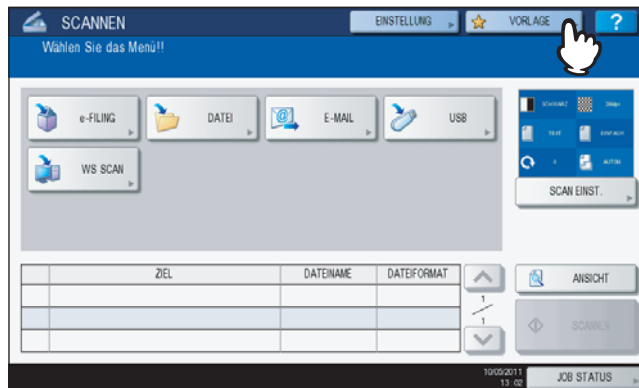 SCANNEN
EINSTELLUNG
VORLAGE
?
Wählen Sie das Menü!!
e-FILING
DATEI
E-MAIL
USB
WS SCAN
SCHWARZ
TEXT
EINFACH
AUTOM.
SCAN EINST.
ZIEL DATEINAME DATEIFORMAT
1
1
ANSICHT
SCANNEN
10/05/2011
13:02
JOB STATUS